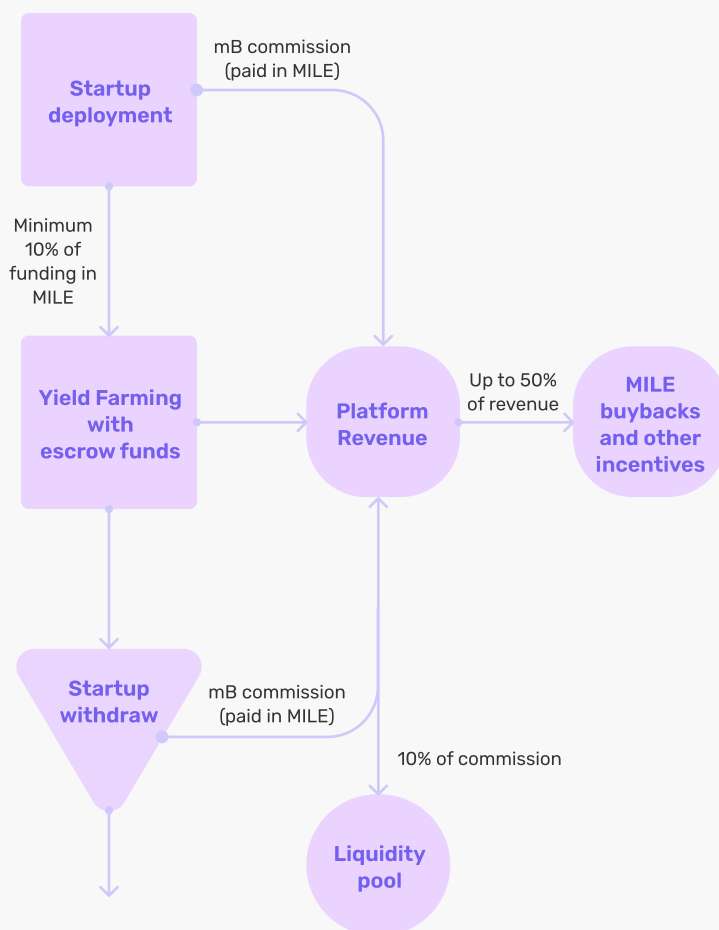 mB commission
(paid in MILE)
Startup
deployment
Minimum
10% of
funding in
MILE
Yield Farming
with
escrow funds
Platform
Revenue
Up to 50%
of revenue
MILE
buybacks
and other
incentives
Startup
withdraw
mB commission
(paid in MILE)
10% of commission
Liquidity
pool